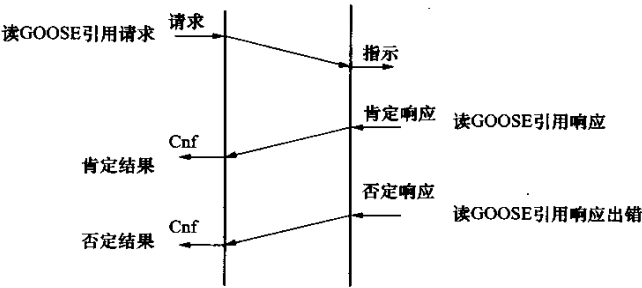 请求
读GOOSE引用请求
指示
肯定响应
读GOOSE引用响应
Cnf
肯定结果
否定响应
读GOOSE引用响应出错
Cnf
否定结果